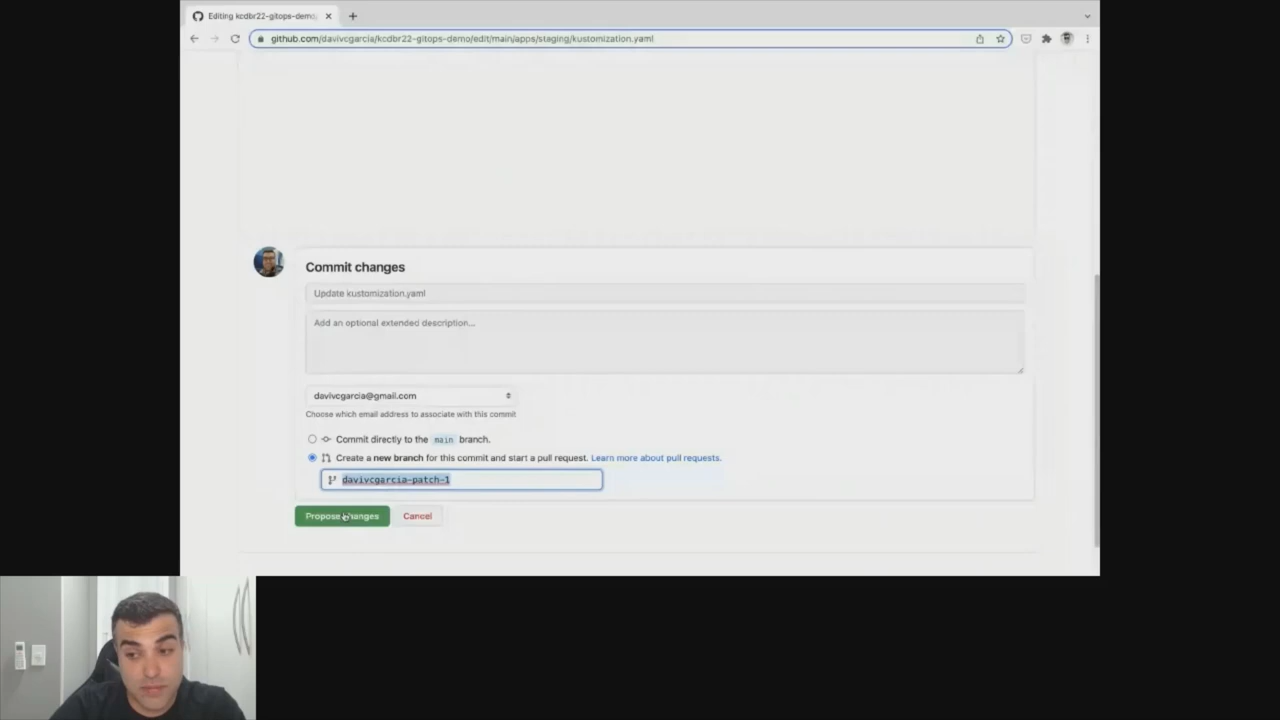 Editing kcdbr22-gitops-demo/
github.com/davivcgarcia/kcdbr22-gitops-demo/edit/main/apps/staging/kustomization.yaml
Commit changes
Update kustomization.yaml
Add an optional extended description...
davivcgarcia@gmail.com
Choose which email address to associate with this commit
Commit directly to the main branch.
Create a new branch for this commit and start a pull request. Learn more about pull requests.
davivcgarcia-patch-1
Propose changes Cancel